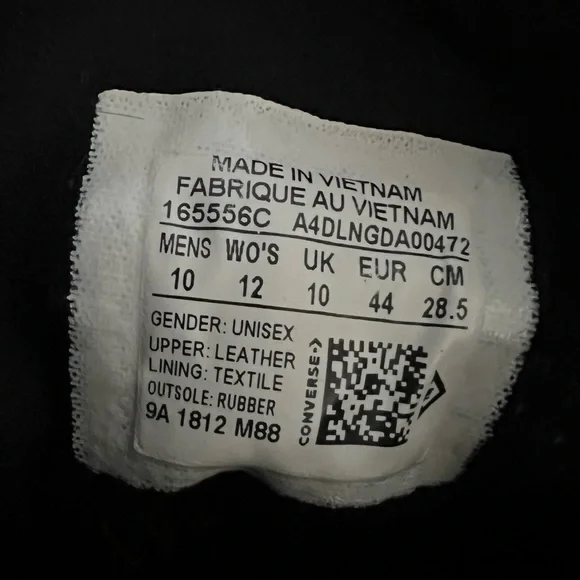 MADE IN VIETNAM
FABRIQUE AU VIETNAM
165556C A4DLNGDA00472
MENS WO'S UK EUR CM
10 12 10 44 28.5
GENDER: UNISEX
UPPER: LEATHER
LINING: TEXTILE
OUTSOLE: RUBBER
9A 1812 M88
CONVERSE